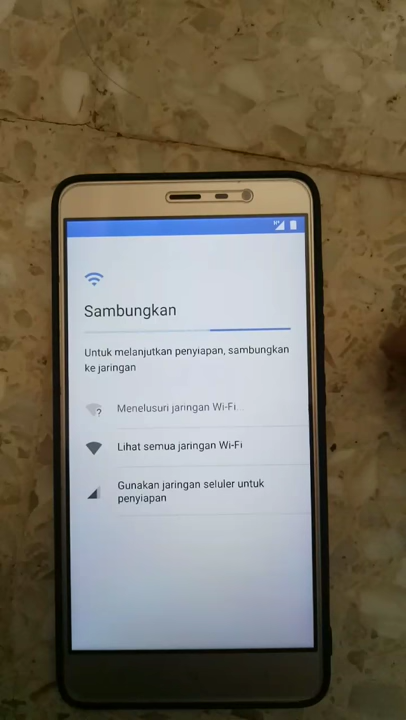 Sambungkan
Untuk melanjutkan penyiapan, sambungkan
ke jaringan
Menelusuri jaringan Wi-Fi...
Lihat semua jaringan Wi-Fi
Gunakan jaringan seluler untuk
penyiapan